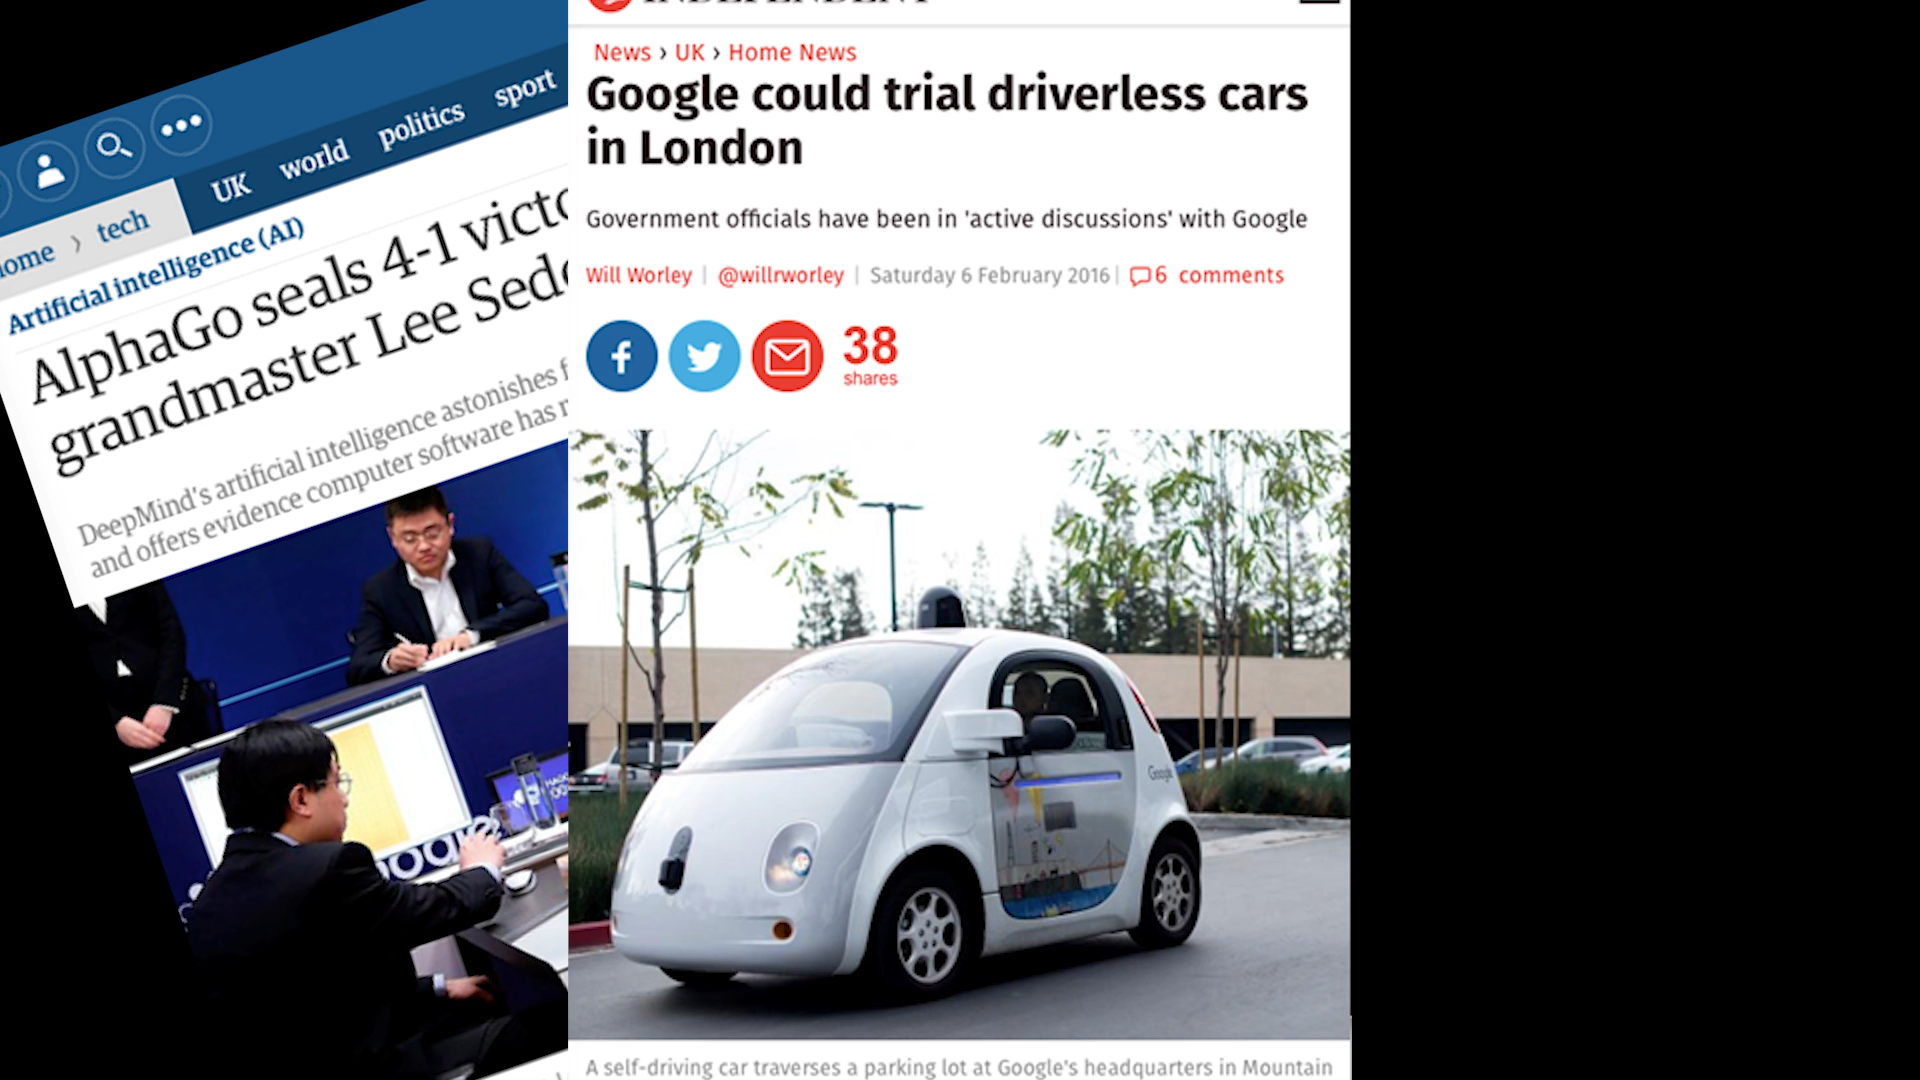 UK world politics sport
tech
Artificial intelligence (AI)
AlphaGo seals 4-1
grandmaster Lee
DeepMind's artificial intelligence astonishes
and offers evidence computer software has
Google
INDEPENDENT
News › UK › Home News
Google could trial driverless cars
in London
Government officials have been in 'active discussions' with Google
Will Worley | @willrworley | Saturday 6 February 2016 | 6 comments
38
shares
Google
A self-driving car traverses a parking lot at Google's headquarters in Mountain